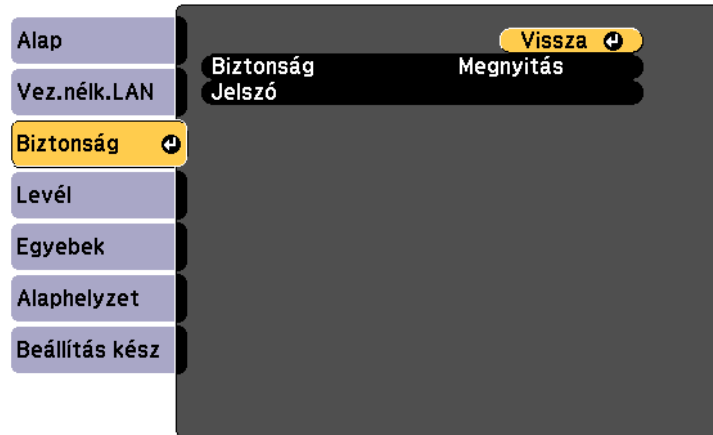 Alap
Vez.nélk.LAN
Biztonság
Levél
Egyebek
Alaphelyzet
Beállítás kész
Vissza
Biztonság Megnyitás
Jelszó